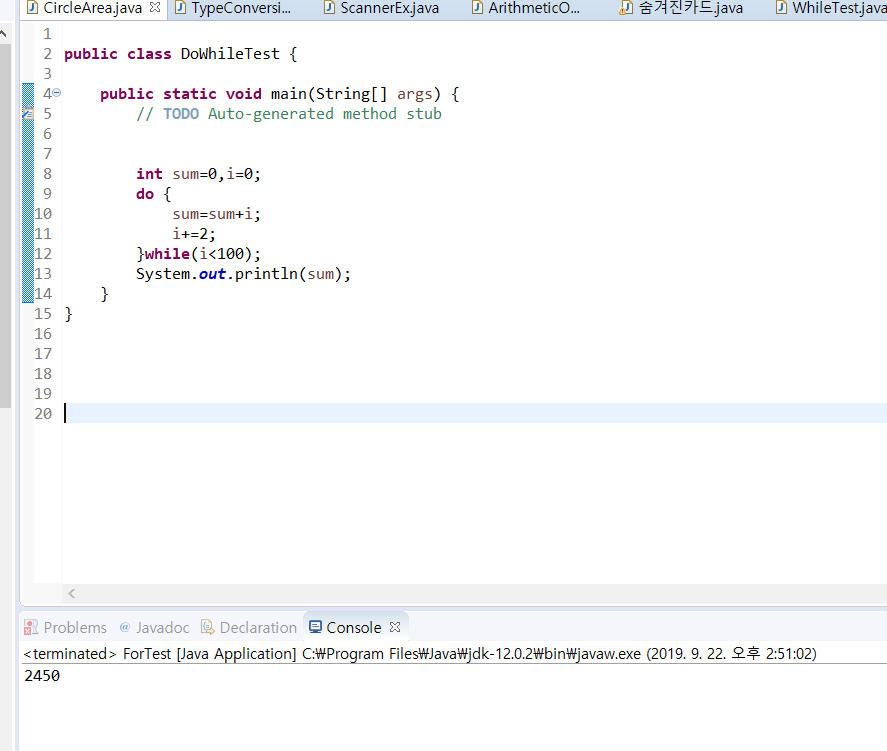 CircleArea.java TypeConversi... ScannerEx.java ArithmeticO... 숨겨진카드.java WhileTest.java
1
2 public class DoWhileTest {
3
4 public static void main(String[] args) {
5 // TODO Auto-generated method stub
6
7
8 int sum=0,i=0;
9 do {
10 sum=sum+i;
11 i+=2;
12 }while(i<100);
13 System.out.println(sum);
14 }
15 }
16
17
18
19
20
Problems @ Javadoc Declaration Console
<terminated> ForTest [Java Application] C:₩Program Files₩Java₩jdk-12.0.2₩bin₩javaw.exe (2019. 9. 22. 오후 2:51:02)
2450